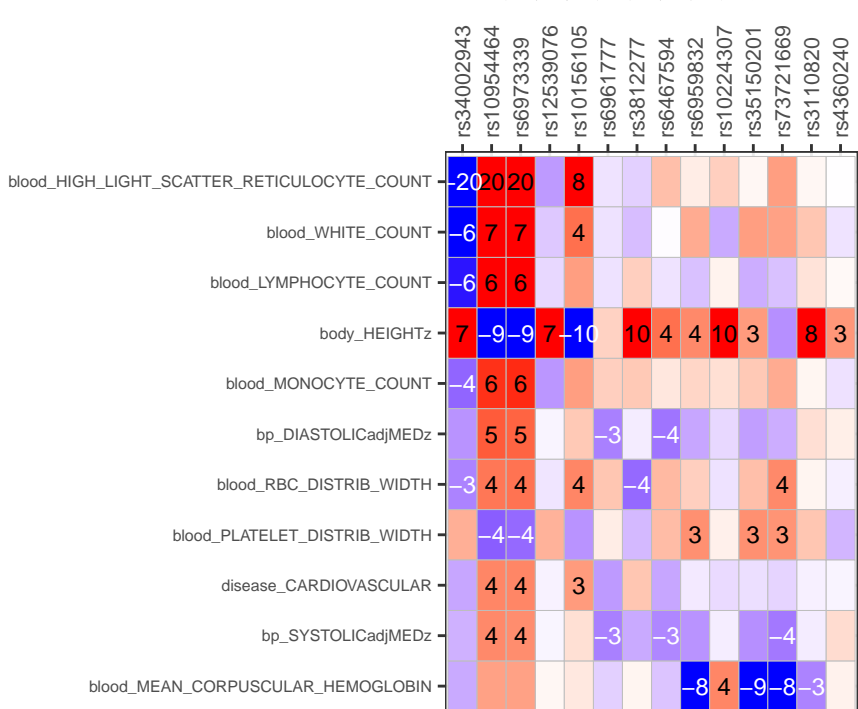 rs34002943 rs10954464 rs6973339 rs12539076 rs10156105 rs6961777 rs3812277 rs6467594 rs6959832 rs10224307 rs35150201 rs73721669 rs3110820 rs4360240
blood_HIGH_LIGHT_SCATTER_RETICULOCYTE_COUNT -20 20 20 8
blood_WHITE_COUNT -6 7 7 4
blood_LYMPHOCYTE_COUNT -6 6 6
body_HEIGHTz 7 -9 -9 7 -10 10 4 4 10 3 8 3
blood_MONOCYTE_COUNT -4 6 6
bp_DIASTOLICadjMEDz 5 5 -3 -4
blood_RBC_DISTRIB_WIDTH -3 4 4 4 -4 4
blood_PLATELET_DISTRIB_WIDTH -4 -4 3 3 3
disease_CARDIOVASCULAR 4 4 3
bp_SYSTOLICadjMEDz 4 4 -3 -3 -4
blood_MEAN_CORPUSCULAR_HEMOGLOBIN -8 4 -9 -8 -3